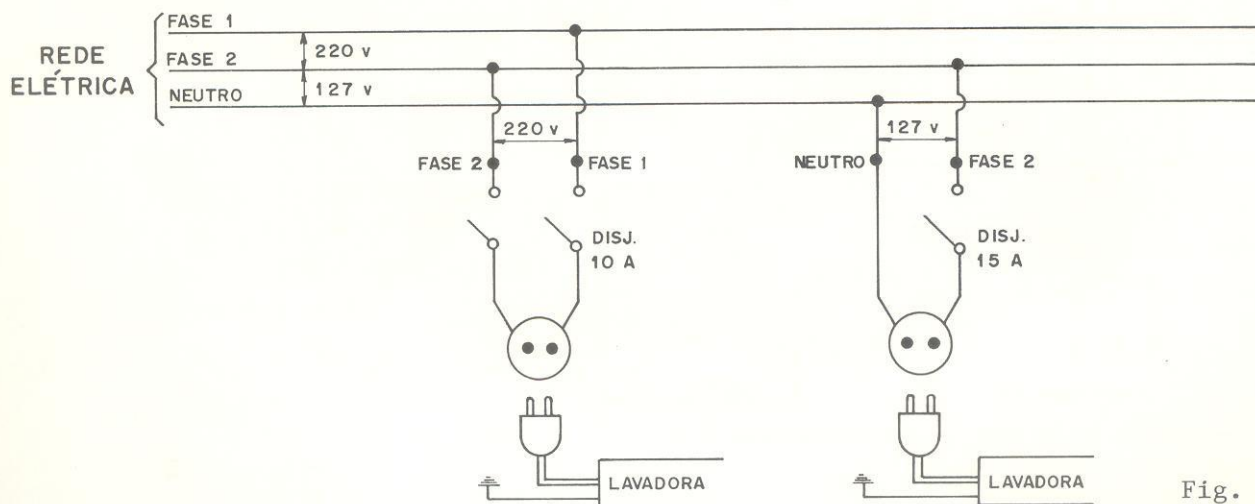 REDE
ELÉTRICA
FASE 1
220 v
FASE 2
127 v
NEUTRO
220 v
FASE 2
FASE 1
DISJ.
10 A
LAVADORA
127 v
NEUTRO
FASE 2
DISJ.
15 A
LAVADORA
Fig.